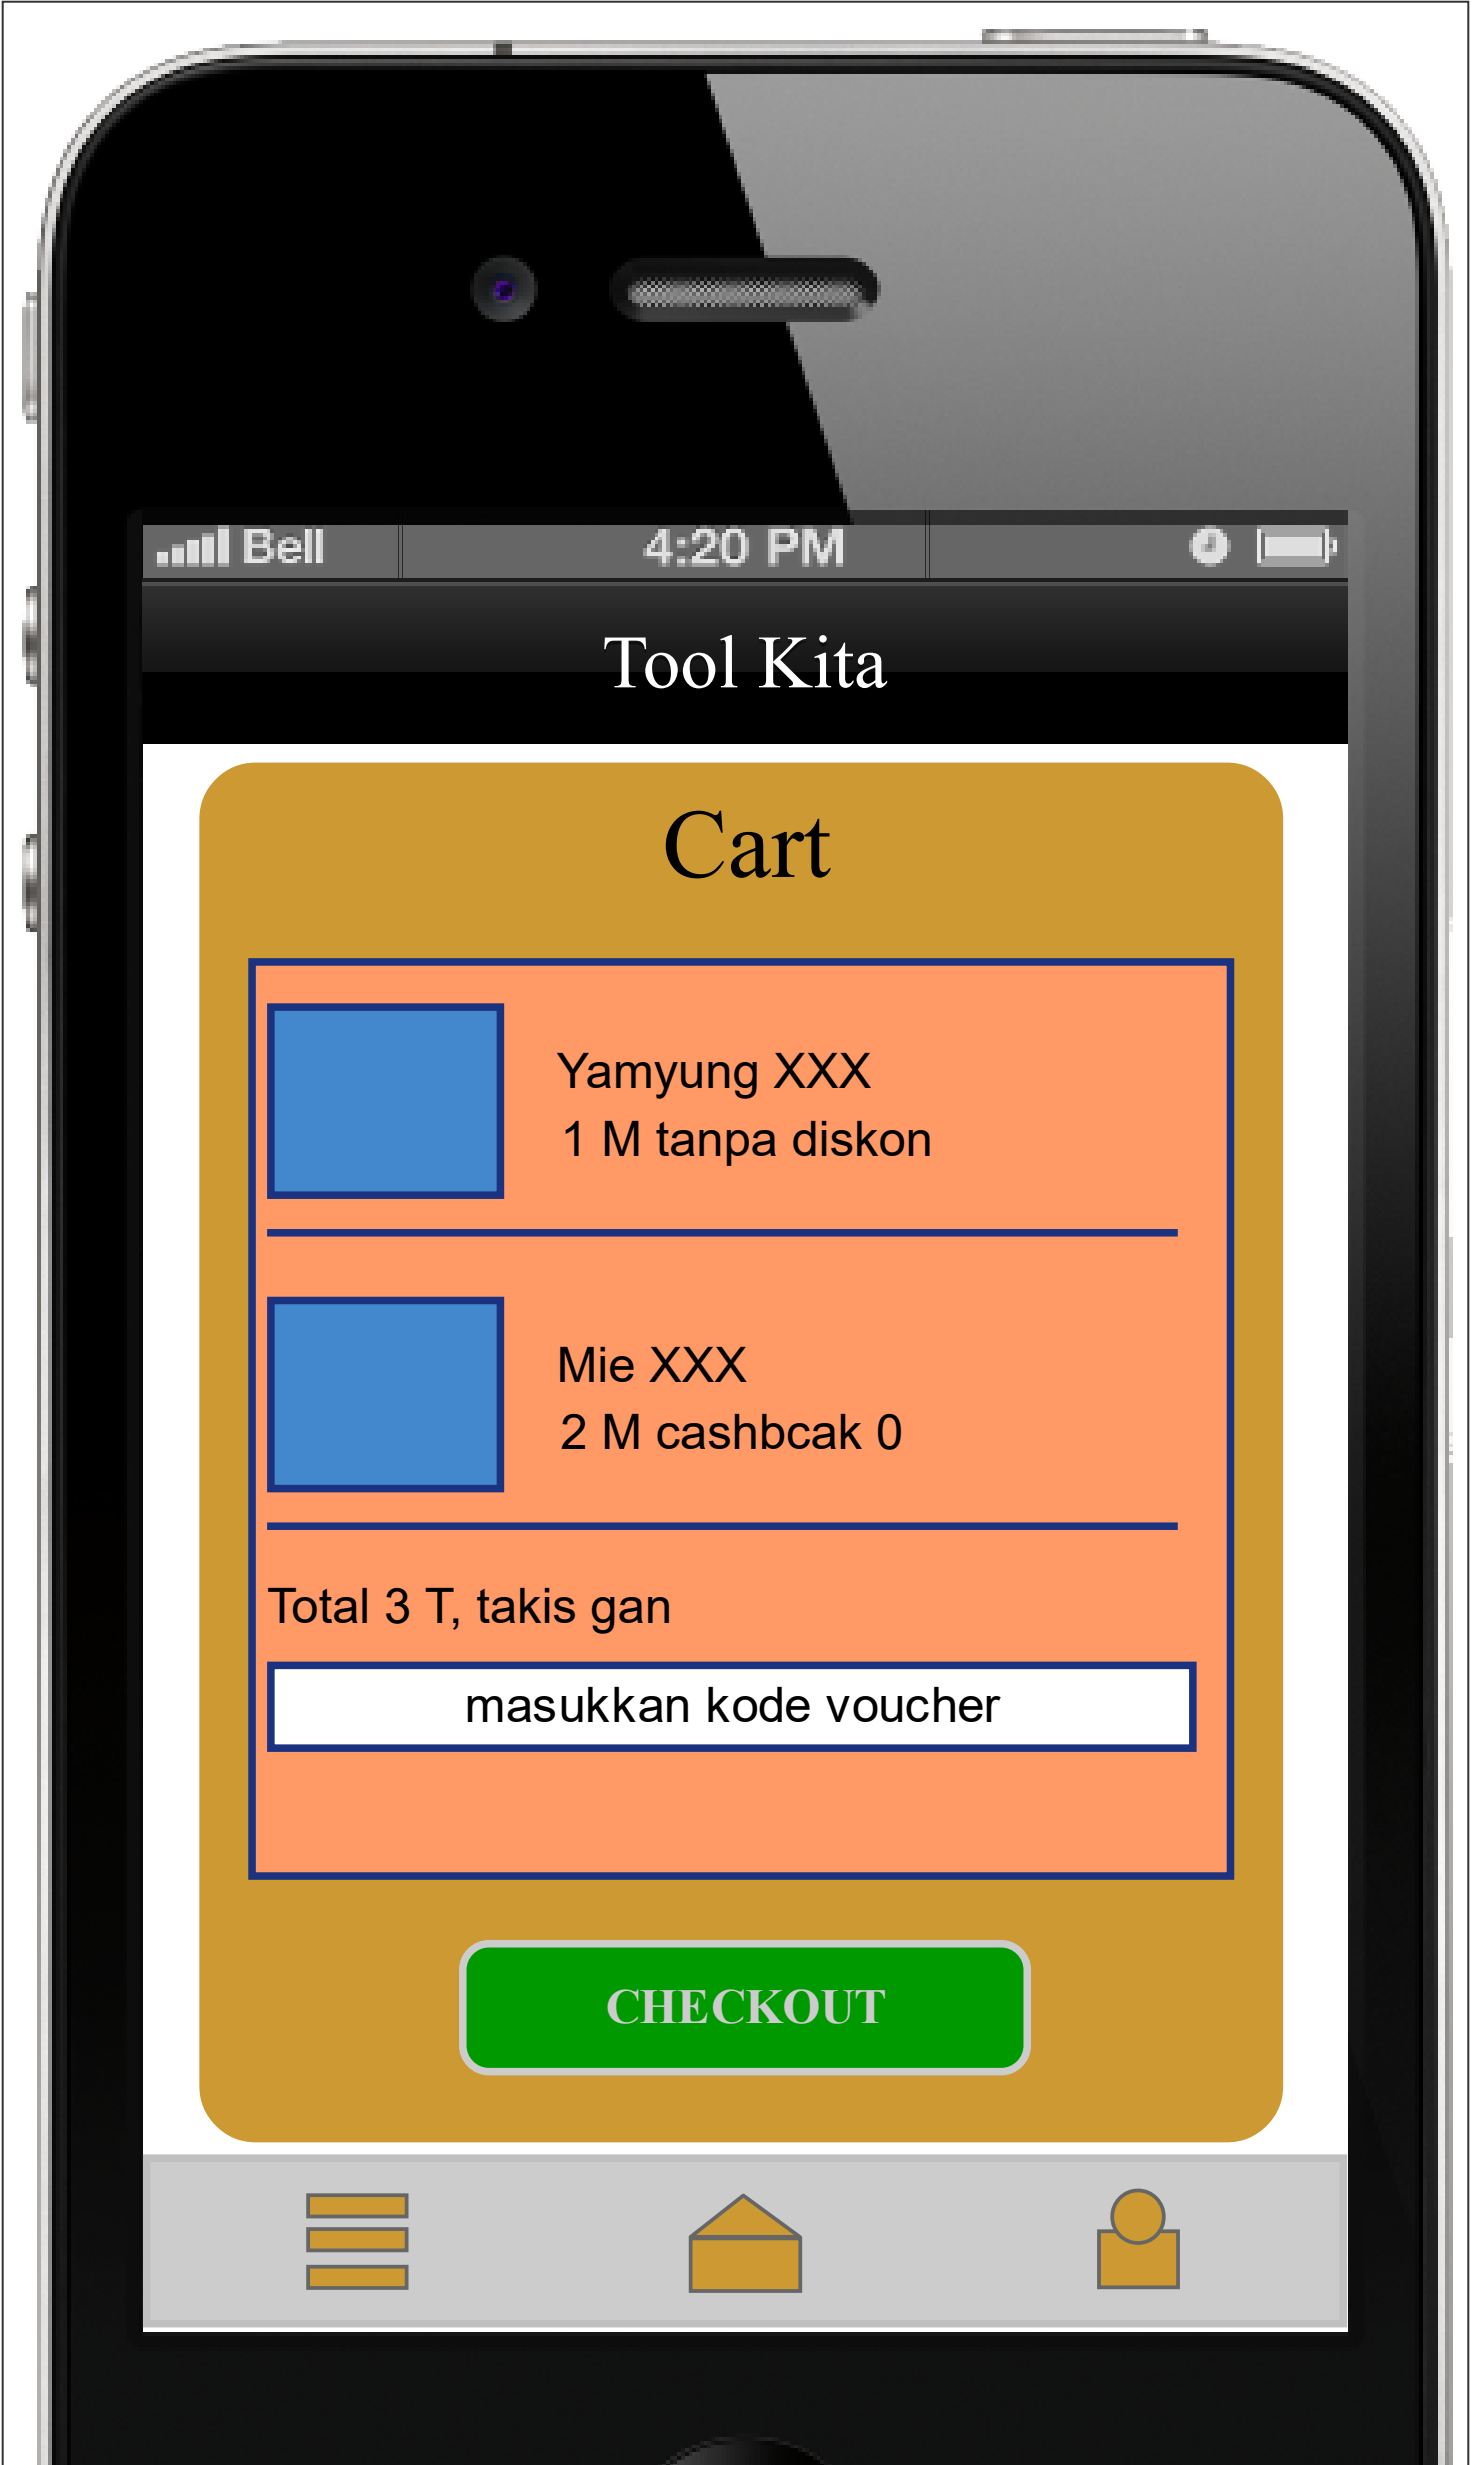 Bell 4:20 PM
Tool Kita
Cart
Yamyung XXX
1 M tanpa diskon
Mie XXX
2 M cashbcak 0
Total 3 T, takis gan
masukkan kode voucher
CHECKOUT